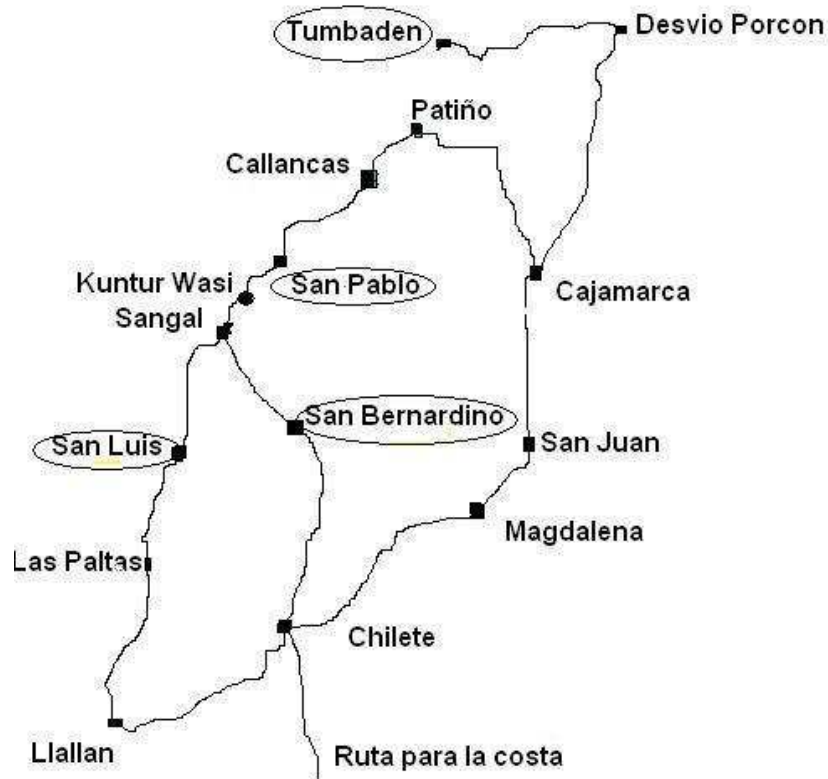 Tumbaden
Desvio Porcon
Patiño
Callancas
Kuntur Wasi
San Pablo
Cajamarca
Sangal
San Bernardino
San Luis
San Juan
Magdalena
Las Paltas
Chilete
Llallan
Ruta para la costa